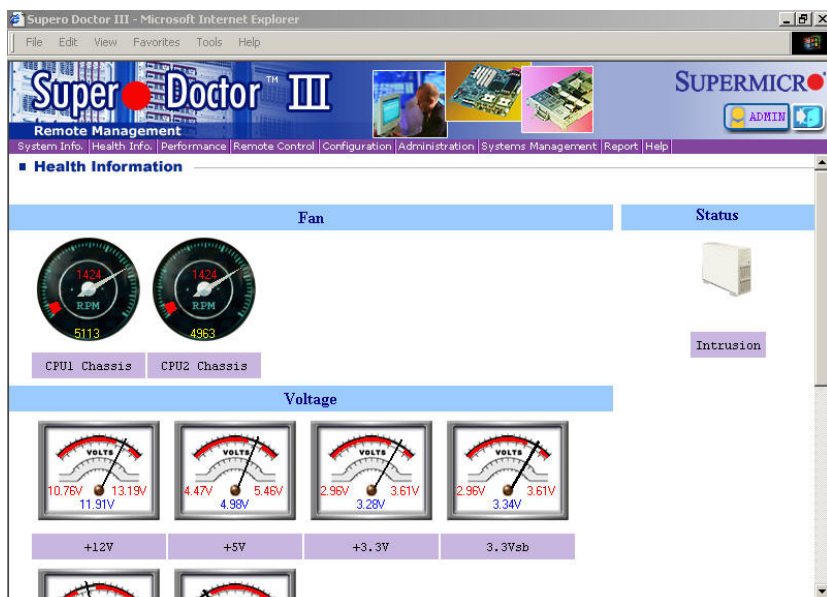 Supero Doctor III - Microsoft Internet Explorer
File Edit View Favorites Tools Help
Super Doctor™ III
SUPERMICR
Remote Management
ADMIN
System Info. Health Info. Performance Remote Control Configuration Administration Systems Management Report Help
Health Information
Fan
Status
1424
RPM
5113
1424
RPM
4963
CPU1 Chassis
CPU2 Chassis
Intrusion
Voltage
VOLTS
10.76V 13.19V
11.91V
VOLTS
4.47V 5.46V
4.98V
VOLTS
2.96V 3.61V
3.28V
VOLTS
2.96V 3.61V
3.34V
+12V
+5V
+3.3V
3.3Vsb